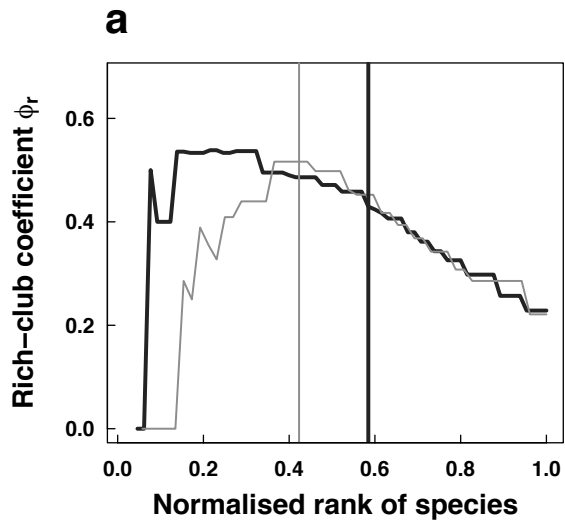 a
Rich-club coefficient ϕr
0.6
0.4
0.2
0.0
0.0 0.2 0.4 0.6 0.8 1.0
Normalised rank of species